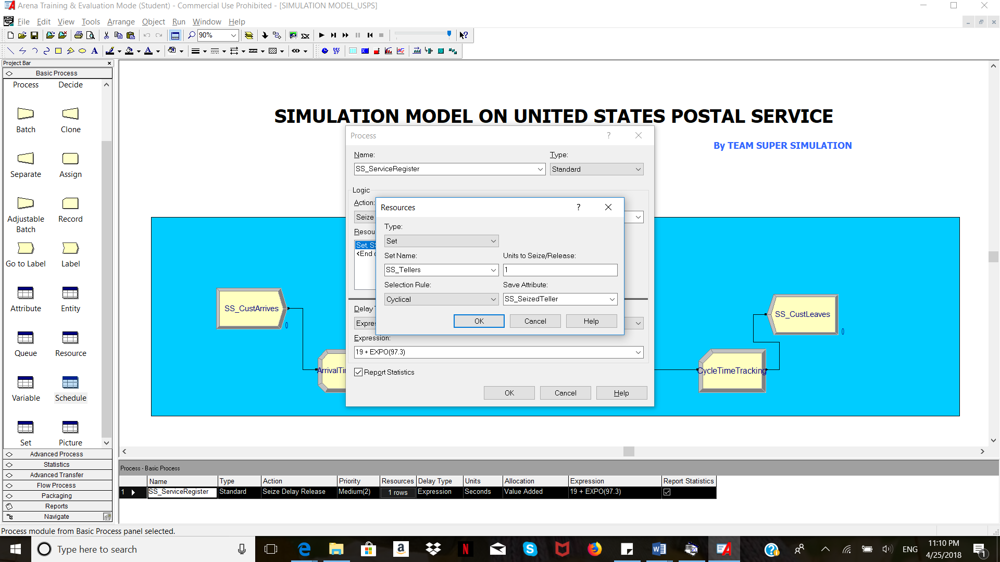 Arena Training & Evaluation Mode (Student) - Commercial Use Prohibited - [SIMULATION MODEL_USPS]
File Edit View Tools Arrange Object Run Window Help
90%
Project Bar
Basic Process
Process Decide
Batch Clone
Separate Assign
Adjustable Batch Record
Go to Label Label
Attribute Entity
Queue Resource
Variable Schedule
Set Picture
Advanced Process
Statistics
Advanced Transfer
Flow Process
Packaging
Reports
Navigate
SIMULATION MODEL ON UNITED STATES POSTAL SERVICE
By TEAM SUPER SIMULATION
SS_CustArrives
0
ArrivalTi
CycleTimeTracking
SS_CustLeaves
0
Process
Name: Type:
SS_ServiceRegister Standard
Logic
Action:
Seize
Resou
Set, S
<End
Delay
Expre
Expression:
19 + EXPO(97.3)
Report Statistics
OK Cancel Help
Resources
Type:
Set
Set Name: Units to Seize/Release:
SS_Tellers 1
Selection Rule: Save Attribute:
Cyclical SS_SeizedTeller
OK Cancel Help
Process - Basic Process
Name Type Action Priority Resources Delay Type Units Allocation Expression Report Statistics
1 SS_ServiceRegister Standard Seize Delay Release Medium(2) 1 rows Expression Seconds Value Added 19 + EXPO(97.3)
Process module from Basic Process panel selected.
Type here to search
ENG
11:10 PM
4/25/2018
1